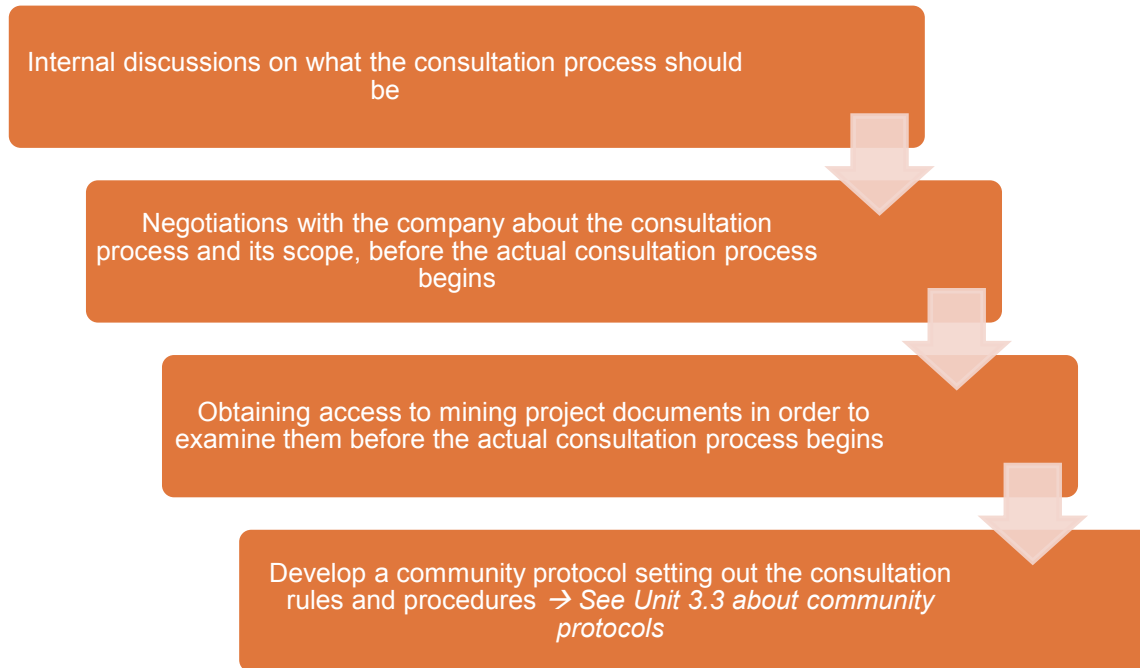 Internal discussions on what the consultation process should
be
Negotiations with the company about the consultation
process and its scope, before the actual consultation process
begins
Obtaining access to mining project documents in order to
examine them before the actual consultation process begins
Develop a community protocol setting out the consultation
rules and procedures → See Unit 3.3 about community
protocols